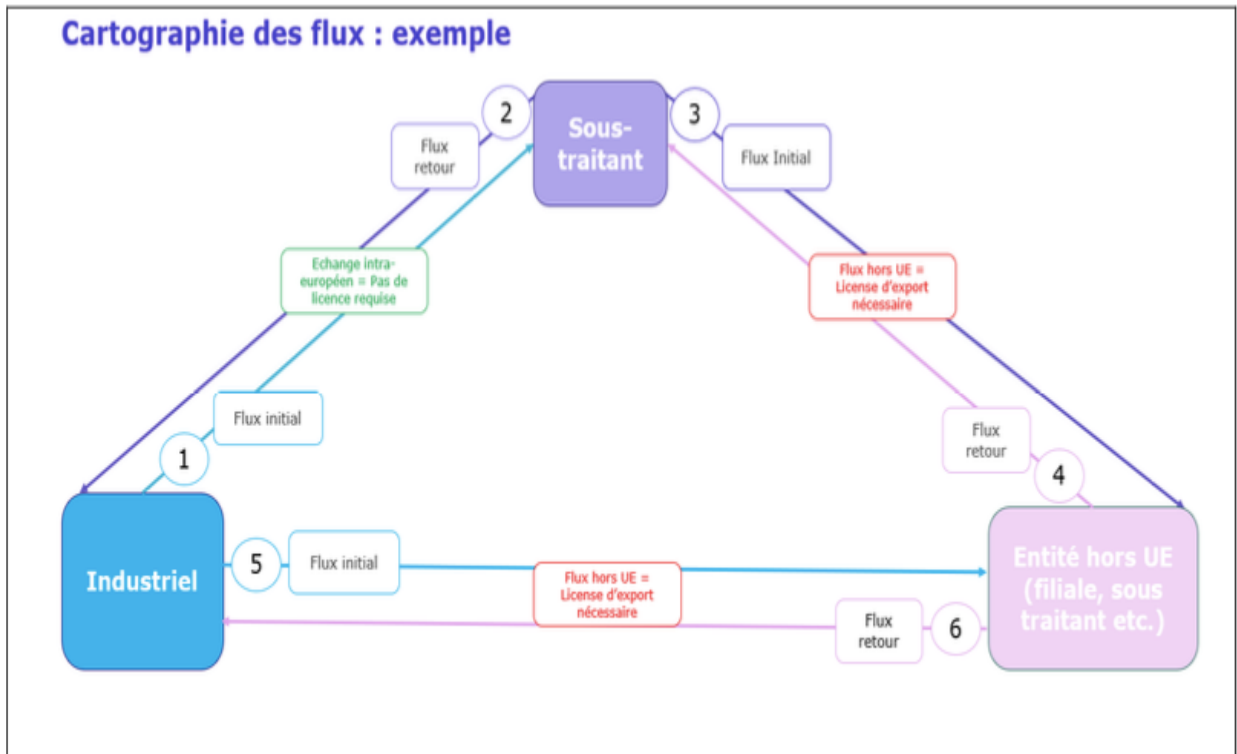 Cartographie des flux : exemple
2
Sous-
traitant
3
Flux
retour
Flux Initial
Echange intra-
européen = Pas de
licence requise
Flux hors UE =
License d'export
nécessaire
Flux initial
1
Flux
retour
4
Industriel
5
Flux initial
Flux hors UE =
License d'export
nécessaire
Entité hors UE
(filiale, sous
traitant etc.)
Flux
retour
6